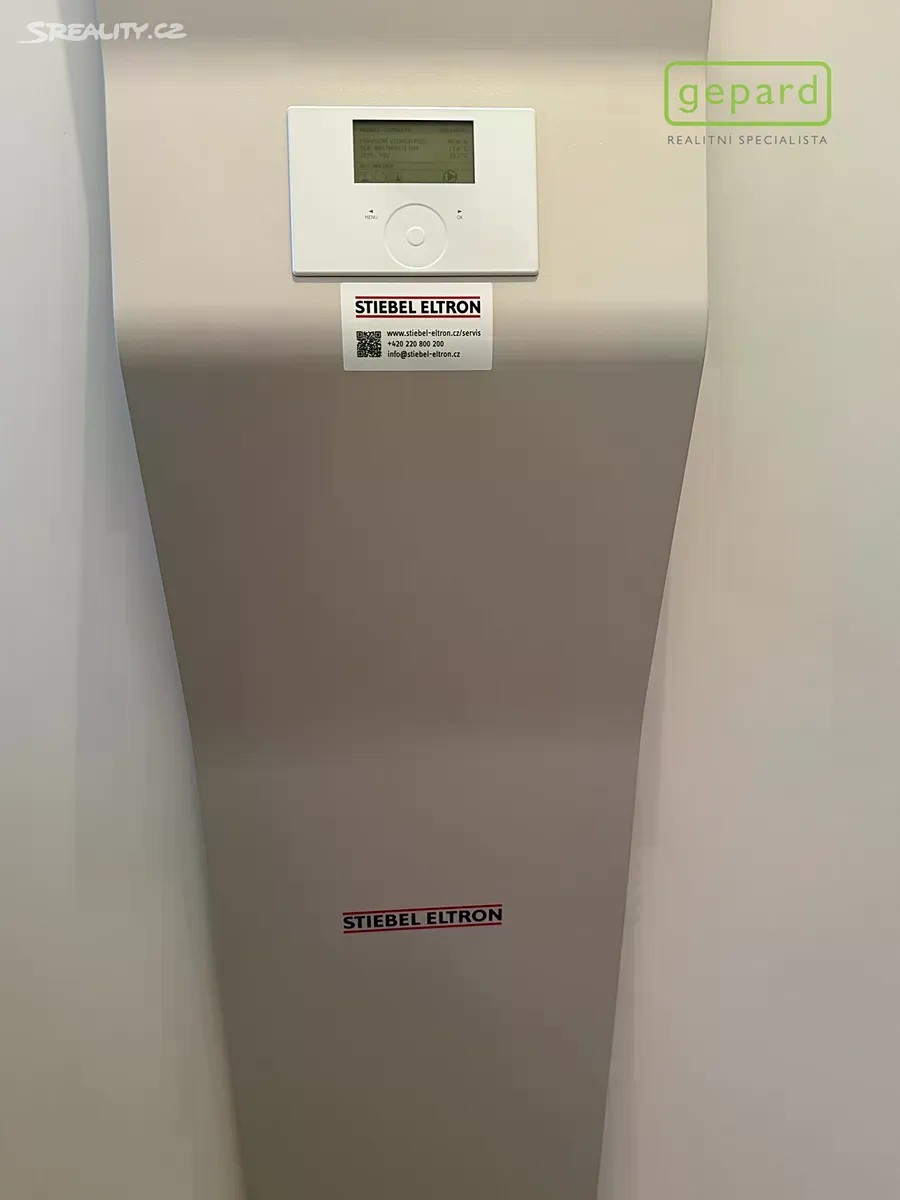 SREALITY.CZ
gepard
REALITNÍ SPECIALISTA
MENU
OK
STIEBEL ELTRON
www.stiebel-eltron.cz/servis
+420 220 800 200
info@stiebel-eltron.cz
STIEBEL ELTRON